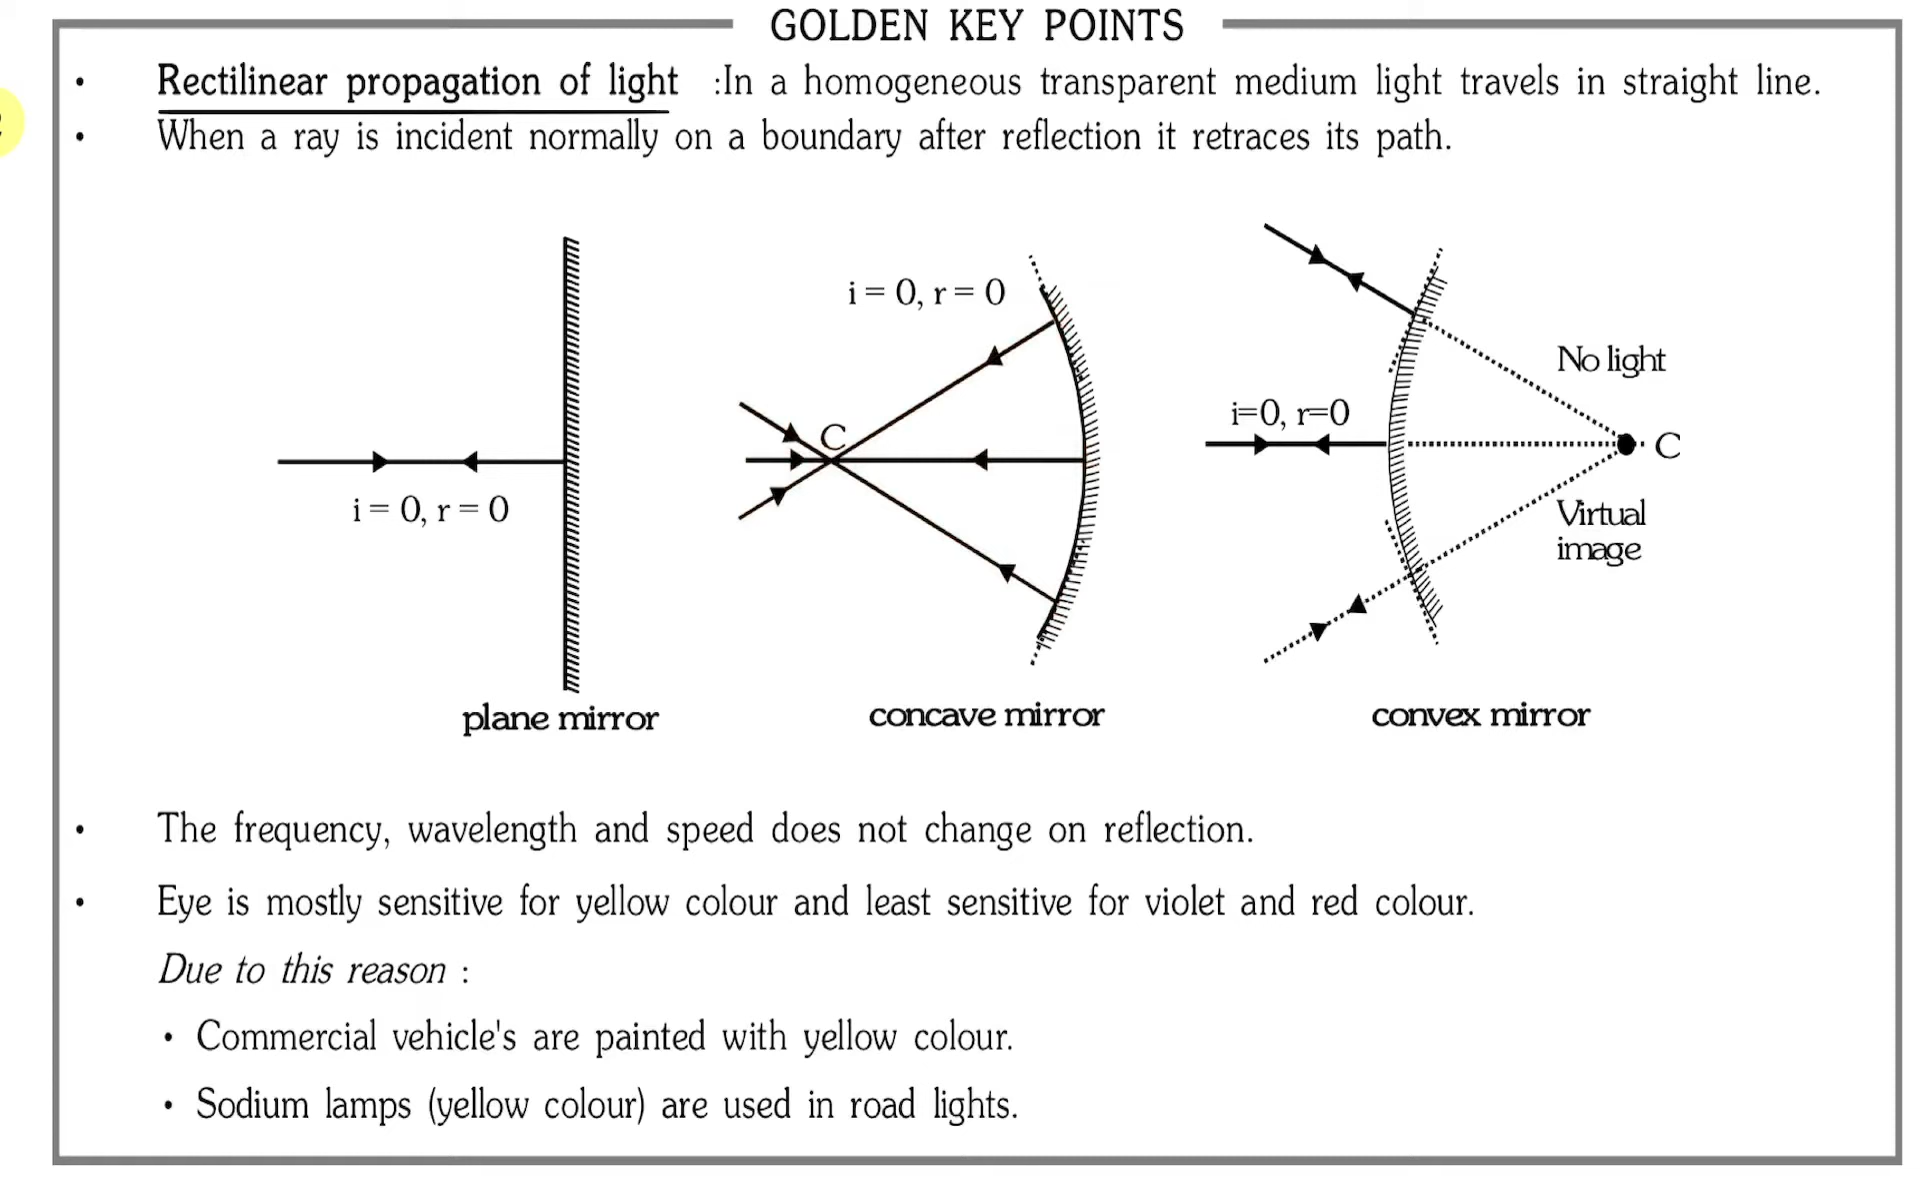 GOLDEN KEY POINTS
• Rectilinear propagation of light :In a homogeneous transparent medium light travels in straight line.
• When a ray is incident normally on a boundary after reflection it retraces its path.
i = 0, r = 0
plane mirror
i = 0, r = 0
C
concave mirror
No light
i=0, r=0
C
Virtual
image
convex mirror
• The frequency, wavelength and speed does not change on reflection.
• Eye is mostly sensitive for yellow colour and least sensitive for violet and red colour.
Due to this reason :
• Commercial vehicle's are painted with yellow colour.
• Sodium lamps (yellow colour) are used in road lights.